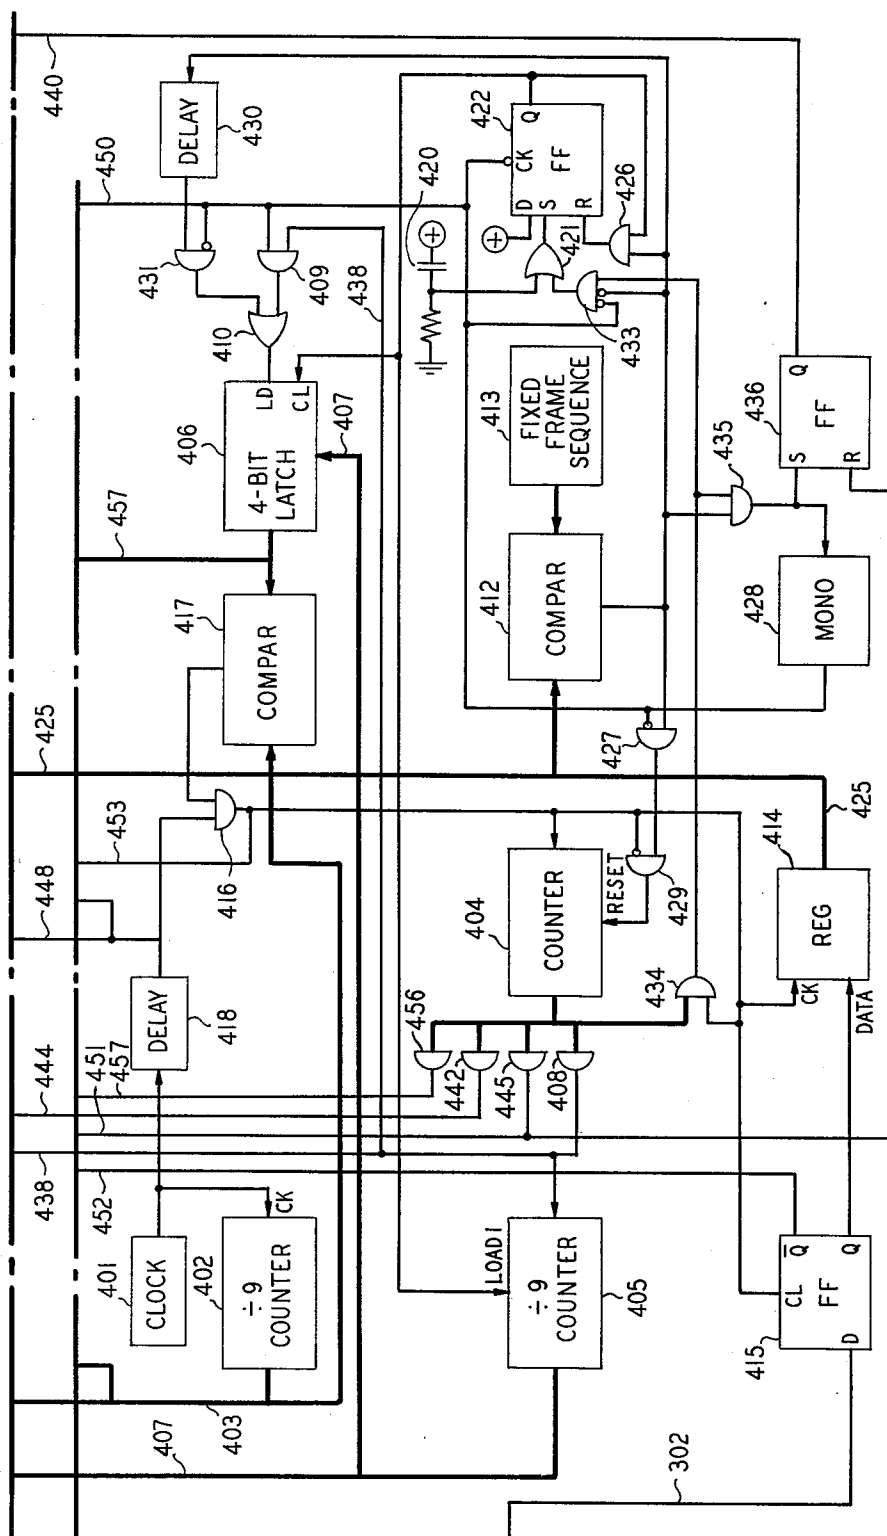 440
450
DELAY
430
431
409
438
410
LD
CL
406
4-BIT
LATCH
407
457
417
COMPAR
425
453
416
448
DELAY
418
444
451
457
438
452
401
CLOCK
402
÷9
COUNTER
CK
403
407
420
422
Q
CK
FF
D
S
R
421
426
433
413
FIXED
FRAME
SEQUENCE
412
COMPAR
427
404
COUNTER
RESET
429
434
456
442
445
408
LOAD1
÷9
COUNTER
405
436
Q
FF
S
R
435
428
MONO
425
414
REG
CK
DATA
415
CL
Q
FF
Q
D
302